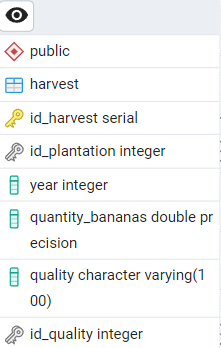 public
harvest
id_harvest serial
id_plantation integer
year integer
quantity_bananas double pr
ecision
quality character varying(1
00)
id_quality integer